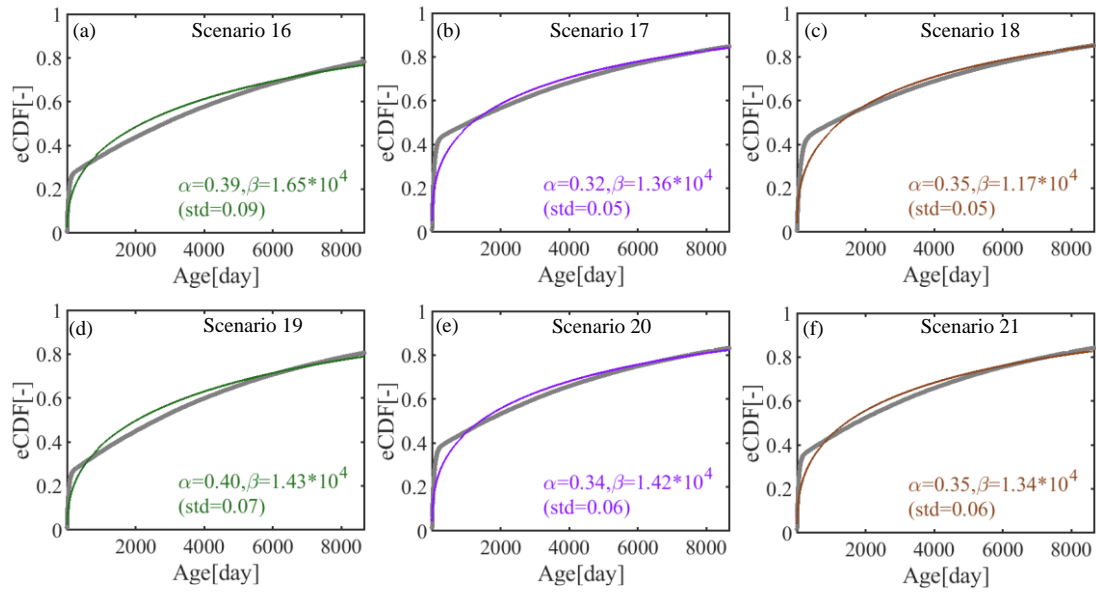 (a) Scenario 16
1
0.8
0.6
0.4
0.2
0
eCDF[-]
α=0.39,β=1.65*10^4
(std=0.09)
2000 4000 6000 8000
Age[day]
(b) Scenario 17
1
0.8
0.6
0.4
0.2
0
eCDF[-]
α=0.32,β=1.36*10^4
(std=0.05)
2000 4000 6000 8000
Age[day]
(c) Scenario 18
1
0.8
0.6
0.4
0.2
0
eCDF[-]
α=0.35,β=1.17*10^4
(std=0.05)
2000 4000 6000 8000
Age[day]
(d) Scenario 19
1
0.8
0.6
0.4
0.2
0
eCDF[-]
α=0.40,β=1.43*10^4
(std=0.07)
2000 4000 6000 8000
Age[day]
(e) Scenario 20
1
0.8
0.6
0.4
0.2
0
eCDF[-]
α=0.34,β=1.42*10^4
(std=0.06)
2000 4000 6000 8000
Age[day]
(f) Scenario 21
1
0.8
0.6
0.4
0.2
0
eCDF[-]
α=0.35,β=1.34*10^4
(std=0.06)
2000 4000 6000 8000
Age[day]